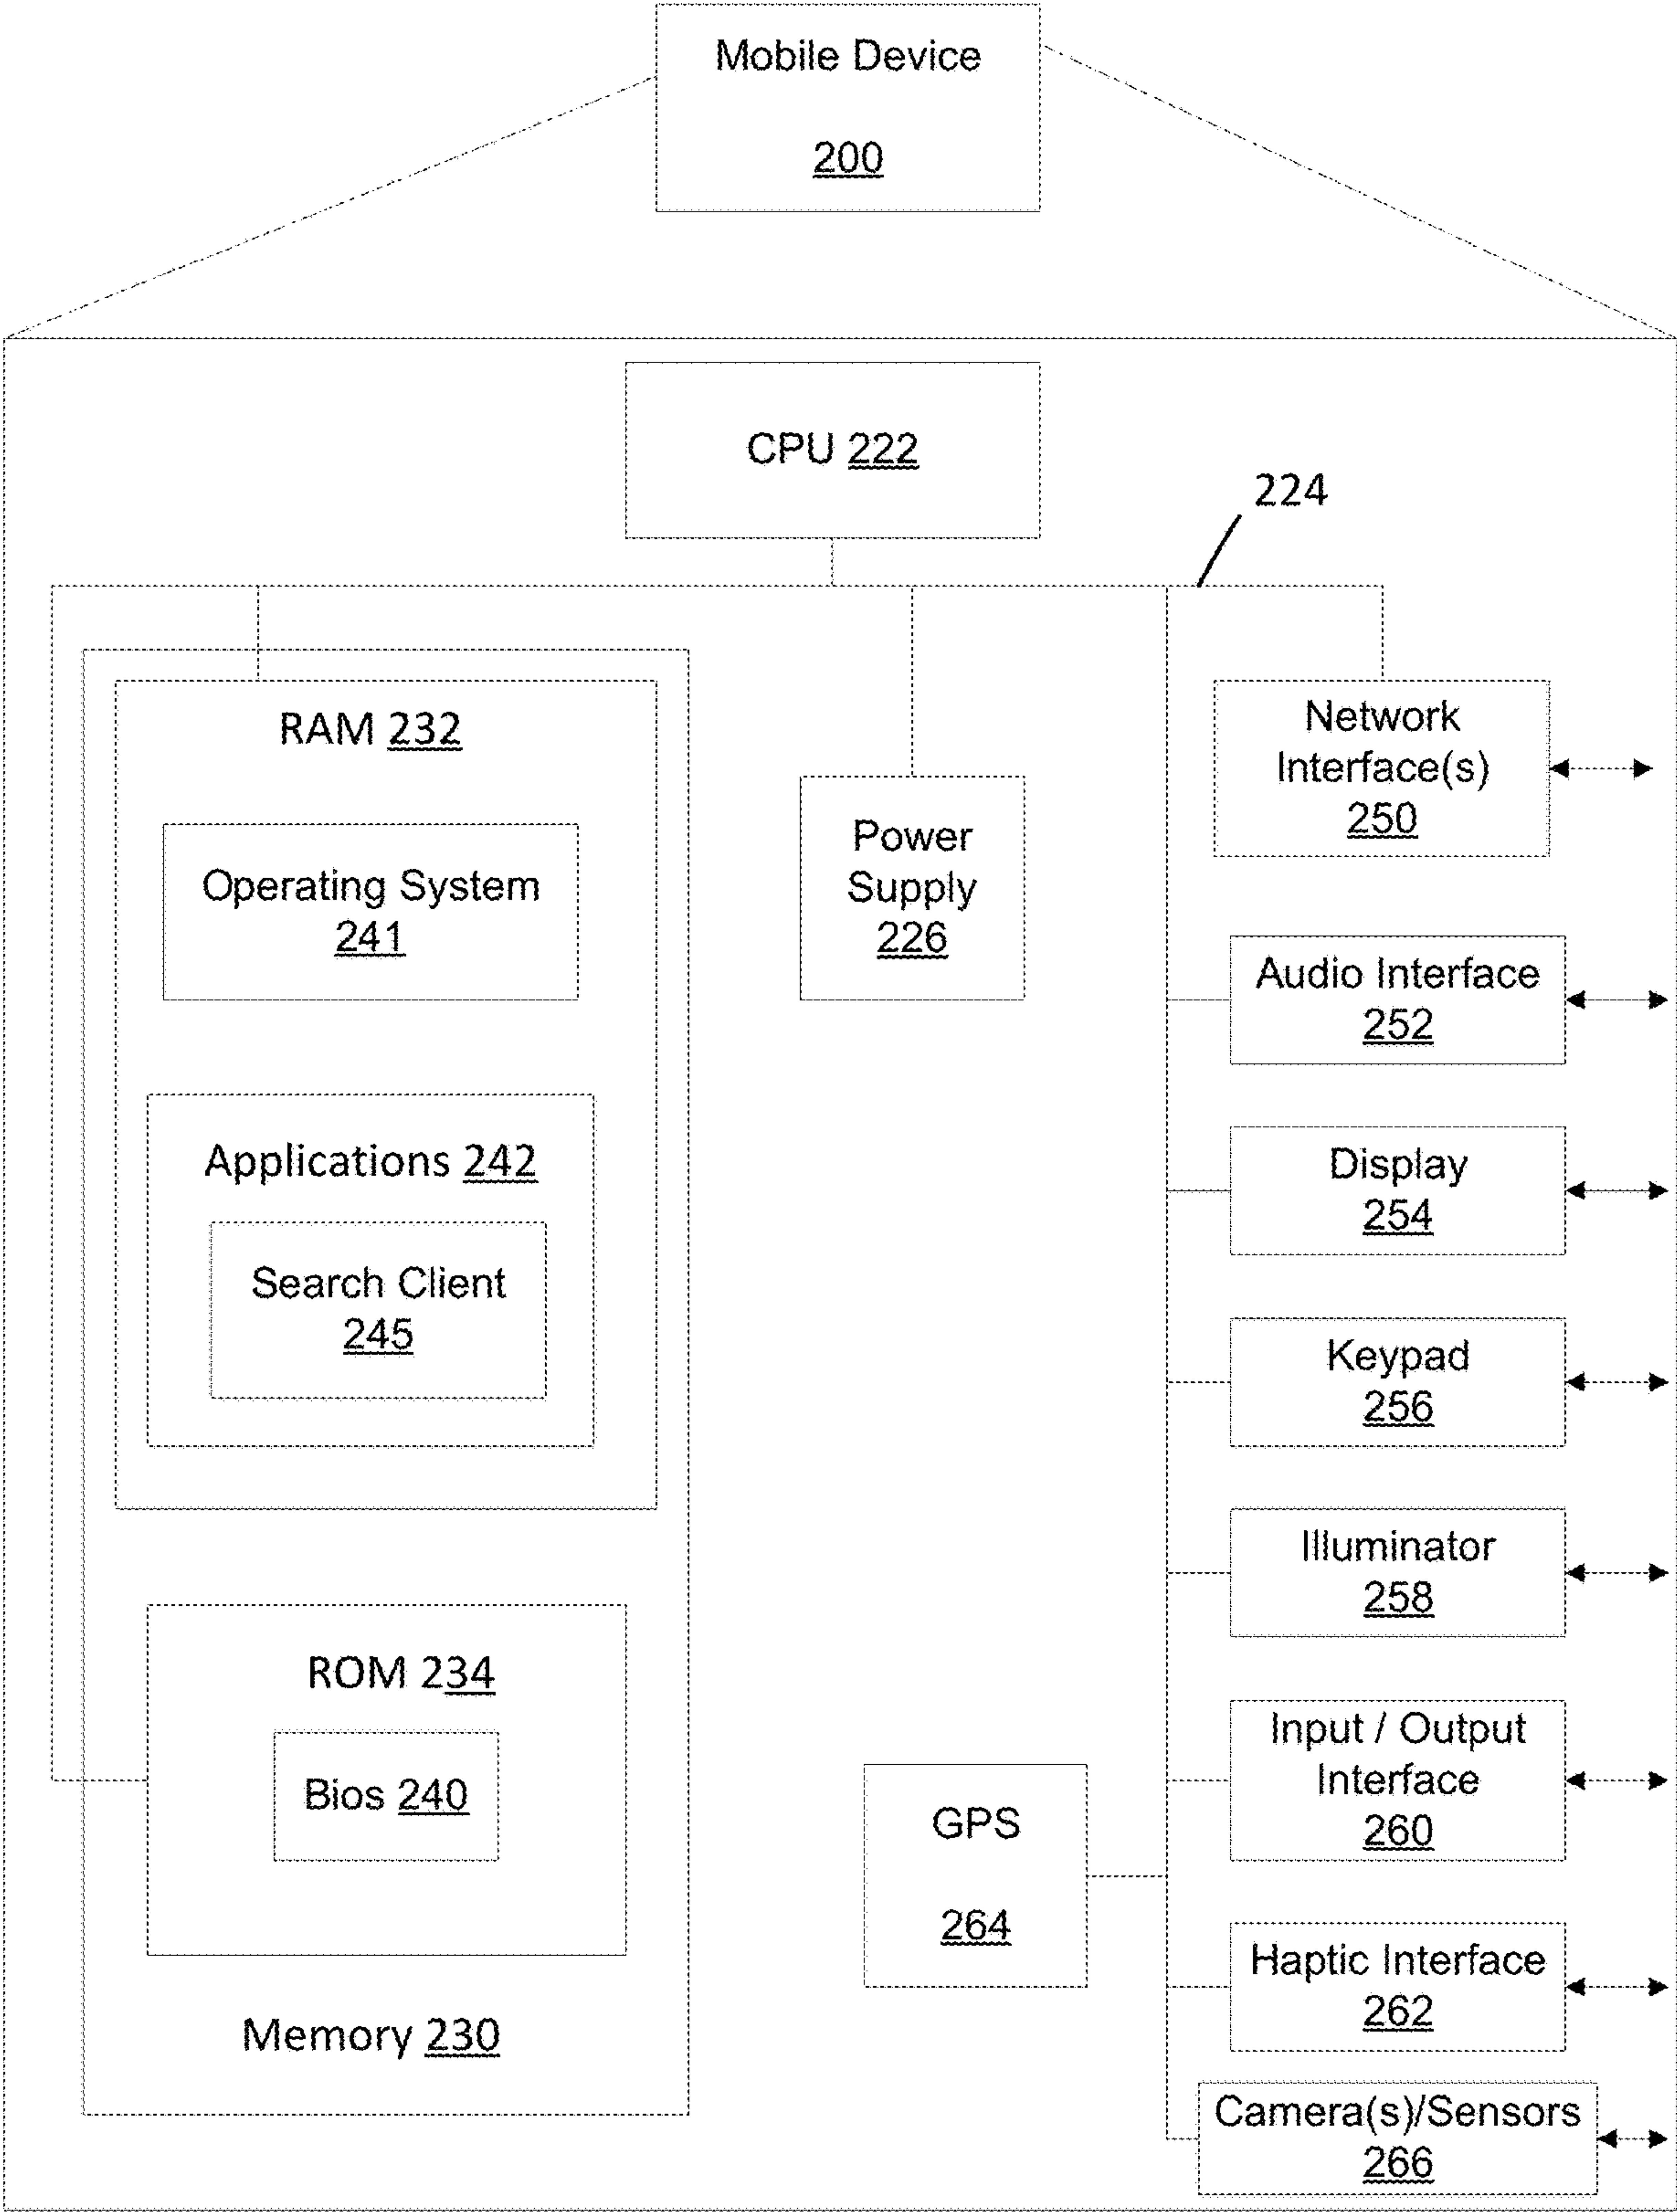 Mobile Device
200
CPU 222
224
RAM 232
Operating System
241
Applications 242
Search Client
245
ROM 234
Bios 240
Memory 230
Power
Supply
226
GPS
264
Network
Interface(s)
250
Audio Interface
252
Display
254
Keypad
256
Illuminator
258
Input / Output
Interface
260
Haptic Interface
262
Camera(s)/Sensors
266